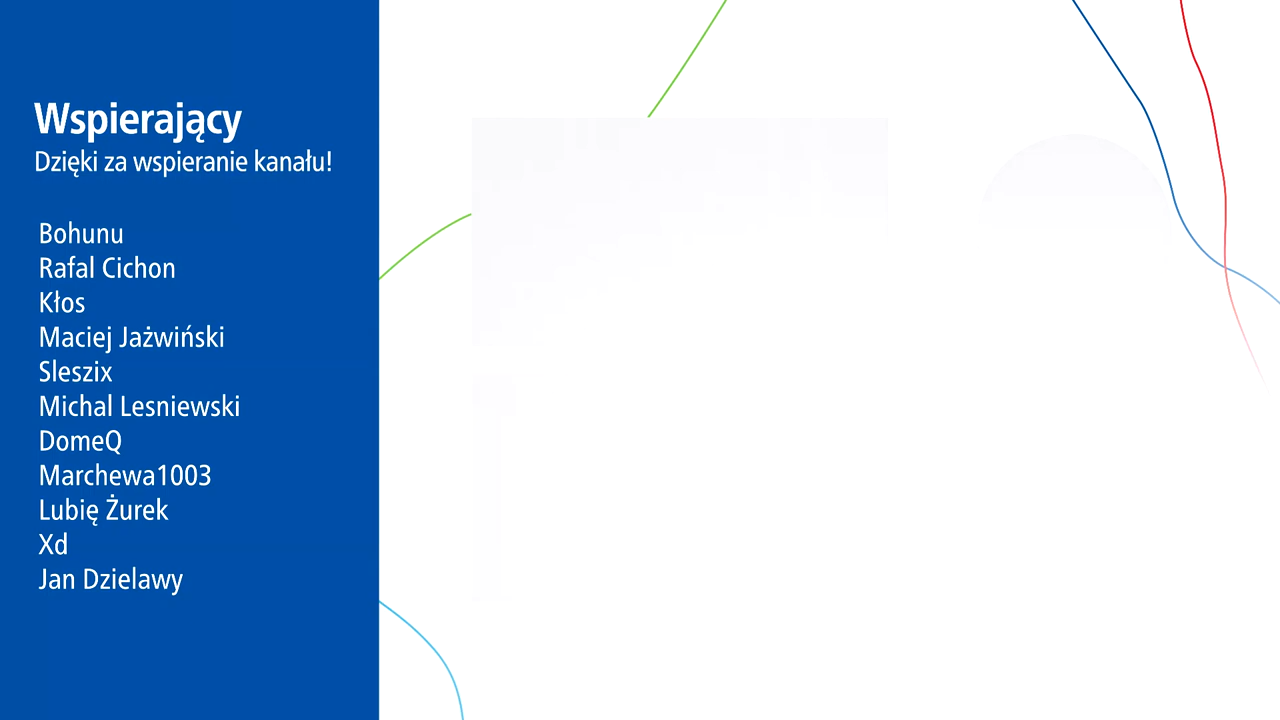 Wspierający
Dzięki za wspieranie kanału!
Bohunu
Rafal Cichon
Kłos
Maciej Jażwiński
Sleszix
Michal Lesniewski
DomeQ
Marchewa1003
Lubię Żurek
Xd
Jan Dzielawy